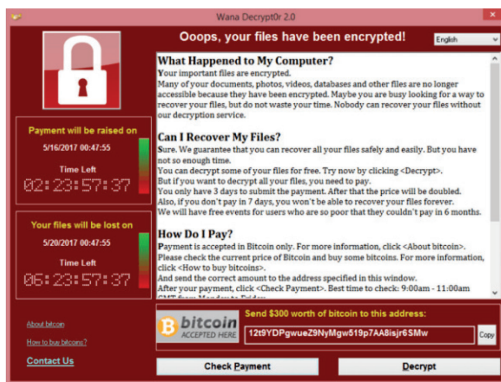 Wana Decrypt0r 2.0
Ooops, your files have been encrypted!
English
Payment will be raised on
5/16/2017 00:47:55
Time Left
02:23:57:37
Your files will be lost on
5/20/2017 00:47:55
Time Left
06:23:57:37
About bitcoin
How to buy bitcoins?
Contact Us
What Happened to My Computer?
Your important files are encrypted.
Many of your documents, photos, videos, databases and other files are no longer
accessible because they have been encrypted. Maybe you are busy looking for a way to
recover your files, but do not waste your time. Nobody can recover your files without
our decryption service.
Can I Recover My Files?
Sure. We guarantee that you can recover all your files safely and easily. But you have
not so enough time.
You can decrypt some of your files for free. Try now by clicking <Decrypt>.
But if you want to decrypt all your files, you need to pay.
You only have 3 days to submit the payment. After that the price will be doubled.
Also, if you don't pay in 7 days, you won't be able to recover your files forever.
We will have free events for users who are so poor that they couldn't pay in 6 months.
How Do I Pay?
Payment is accepted in Bitcoin only. For more information, click <About bitcoin>.
Please check the current price of Bitcoin and buy some bitcoins. For more information,
click <How to buy bitcoins>.
And send the correct amount to the address specified in this window.
After your payment, click <Check Payment>. Best time to check: 9:00am - 11:00am
GMT from Monday to Friday.
bitcoin
ACCEPTED HERE
Send $300 worth of bitcoin to this address:
12t9YDPgwueZ9NyMgw519p7AA8isjr6SMw
Copy
Check Payment
Decrypt